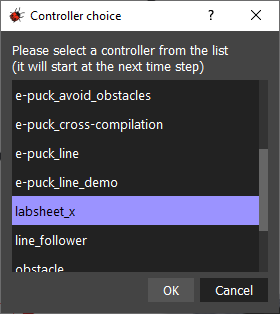 Controller choice
Please select a controller from the list
(it will start at the next time step)
e-puck_avoid_obstacles
e-puck_cross-compilation
e-puck_line
e-puck_line_demo
labsheet_x
line_follower
obstacle
OK Cancel